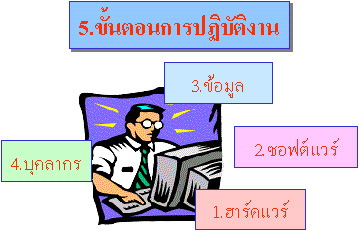 5.ขั้นตอนการปฏิบัติงาน
3.ข้อมูล
2.ซอฟต์แวร์
4.บุคลากร
1.ฮาร์ดแวร์